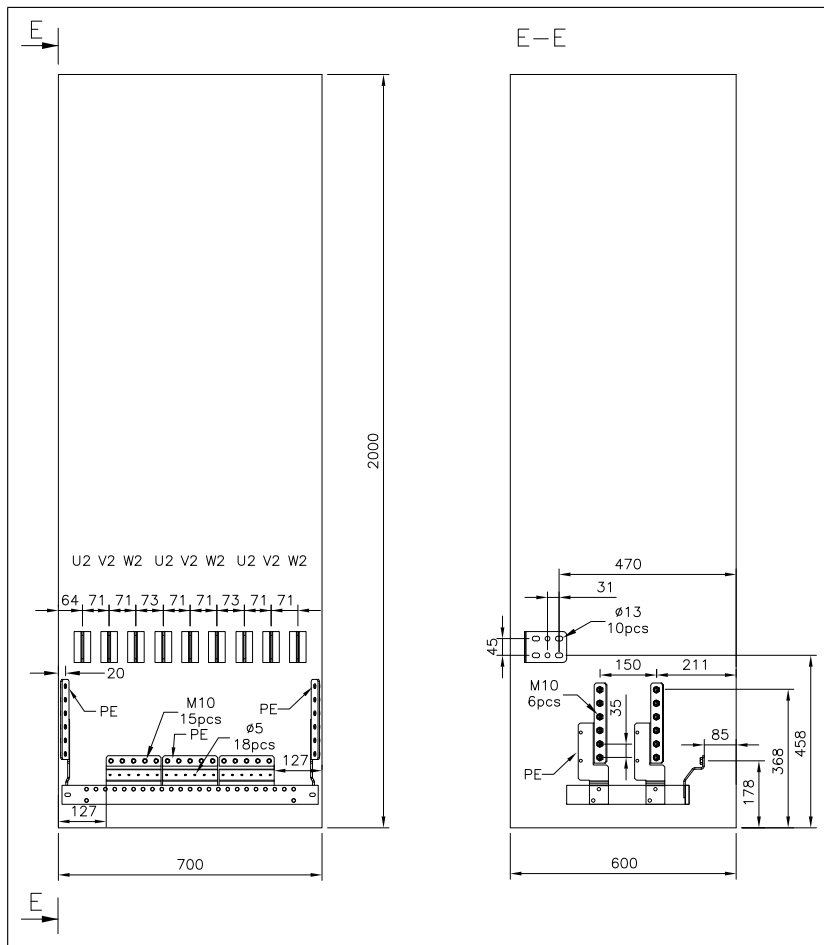 E
E-E
2000
U2 V2 W2 U2 V2 W2 U2 V2 W2
64 71 71 73 71 71 73 71 71
20
PE
PE
M10
15pcs
PE
ø5
18pcs
127
127
700
E
470
31
ø13
10pcs
45
150
211
M10
6pcs
35
PE
85
178
368
458
600